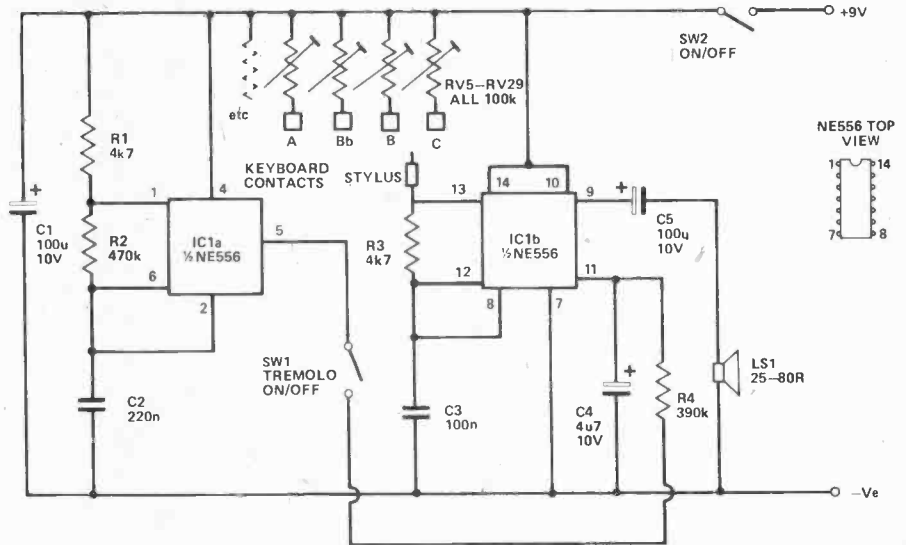 +9V
SW2
ON/OFF
RV5–RV29
ALL 100k
etc
A
Bb
B
C
KEYBOARD
CONTACTS
STYLUS
NE556 TOP
VIEW
1
14
7
8
R1
4k7
+
C1
100u
10V
R2
470k
1
4
6
2
5
IC1a
½NE556
SW1
TREMOLO
ON/OFF
C2
220n
R3
4k7
13
14
10
9
12
8
7
11
IC1b
½NE556
+
C5
100u
10V
C3
100n
+
C4
4u7
10V
R4
390k
LS1
25–80R
–Ve